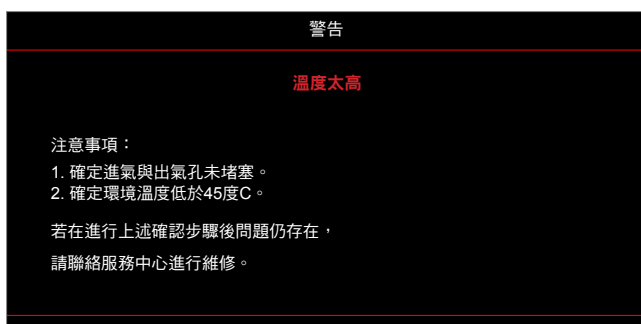 警告
溫度太高
注意事項：
1. 確定進氣與出氣孔未堵塞。
2. 確定環境溫度低於45度C。
若在進行上述確認步驟後問題仍存在，
請聯絡服務中心進行維修。